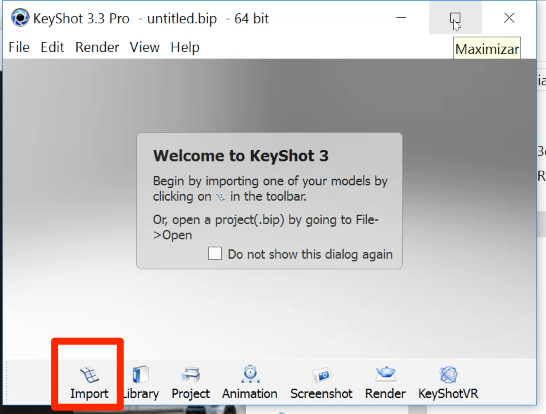 KeyShot 3.3 Pro - untitled.bip - 64 bit
File Edit Render View Help
Maximizar
Welcome to KeyShot 3
Begin by importing one of your models by
clicking on in the toolbar.
Or, open a project(.bip) by going to File-
>Open
Do not show this dialog again
Import Library Project Animation Screenshot Render KeyShotVR